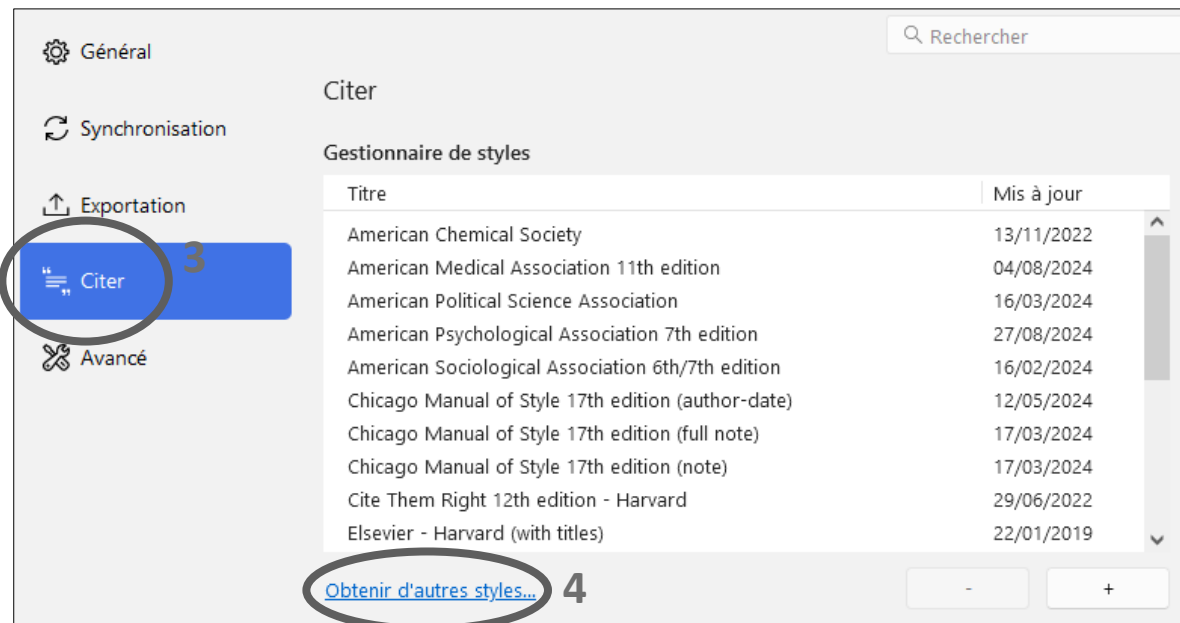 Général
Synchronisation
Exportation
3
Citer
Avancé
Rechercher
Citer
Gestionnaire de styles
Titre Mis à jour
American Chemical Society 13/11/2022
American Medical Association 11th edition 04/08/2024
American Political Science Association 16/03/2024
American Psychological Association 7th edition 27/08/2024
American Sociological Association 6th/7th edition 16/02/2024
Chicago Manual of Style 17th edition (author-date) 12/05/2024
Chicago Manual of Style 17th edition (full note) 17/03/2024
Chicago Manual of Style 17th edition (note) 17/03/2024
Cite Them Right 12th edition - Harvard 29/06/2022
Elsevier - Harvard (with titles) 22/01/2019
Obtenir d'autres styles... 4 - +